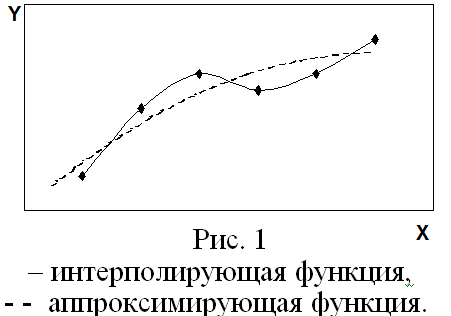 Y
X
Рис. 1
– интерполирующая функция,
- - аппроксимирующая функция.